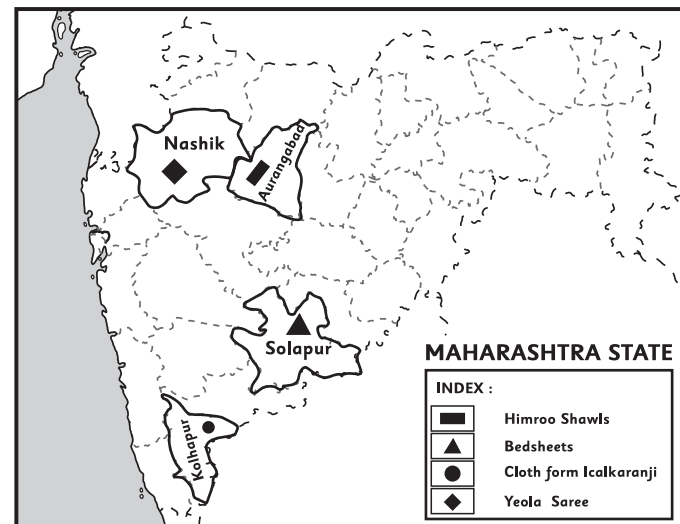 Nashik
Aurangabad
Solapur
Kolhapur
MAHARASHTRA STATE
INDEX :
Himroo Shawls
Bedsheets
Cloth form Icalkaranji
Yeola Saree